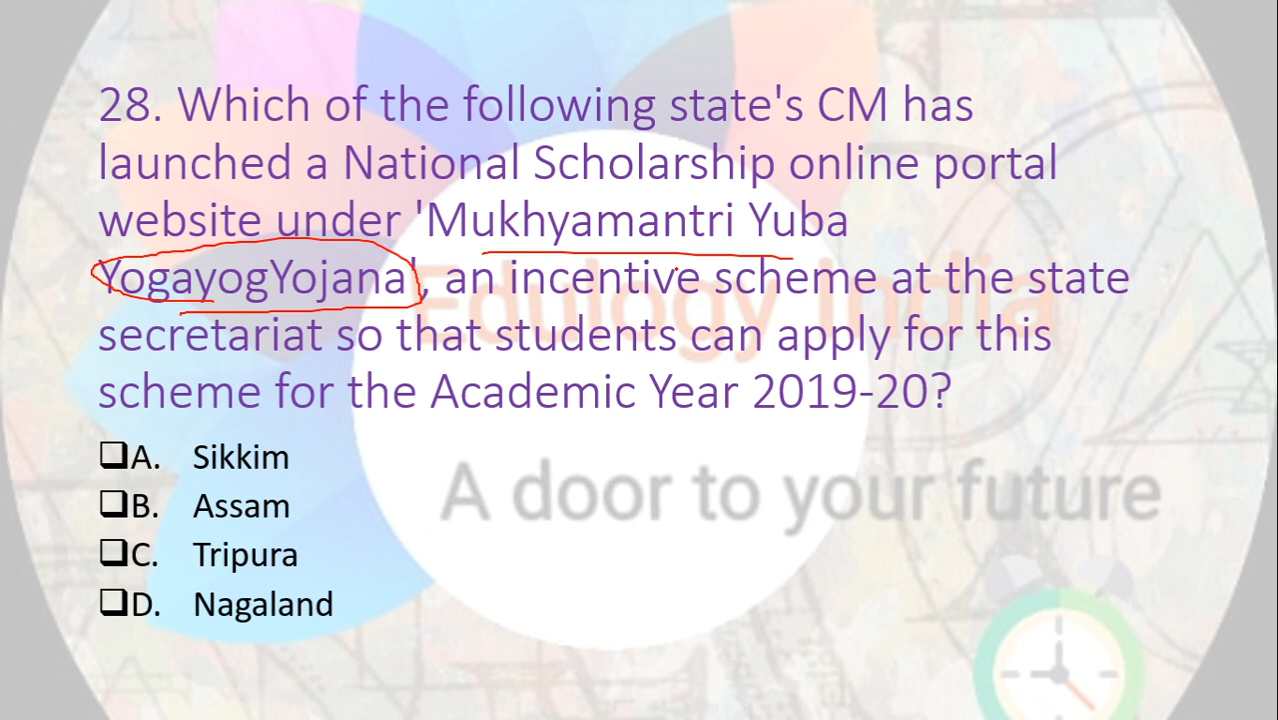 28. Which of the following state's CM has
launched a National Scholarship online portal
website under 'Mukhyamantri Yuba
YogayogYojana', an incentive scheme at the state
secretariat so that students can apply for this
scheme for the Academic Year 2019-20?
Edulogy India
A. Sikkim
A door to your future
B. Assam
C. Tripura
D. Nagaland